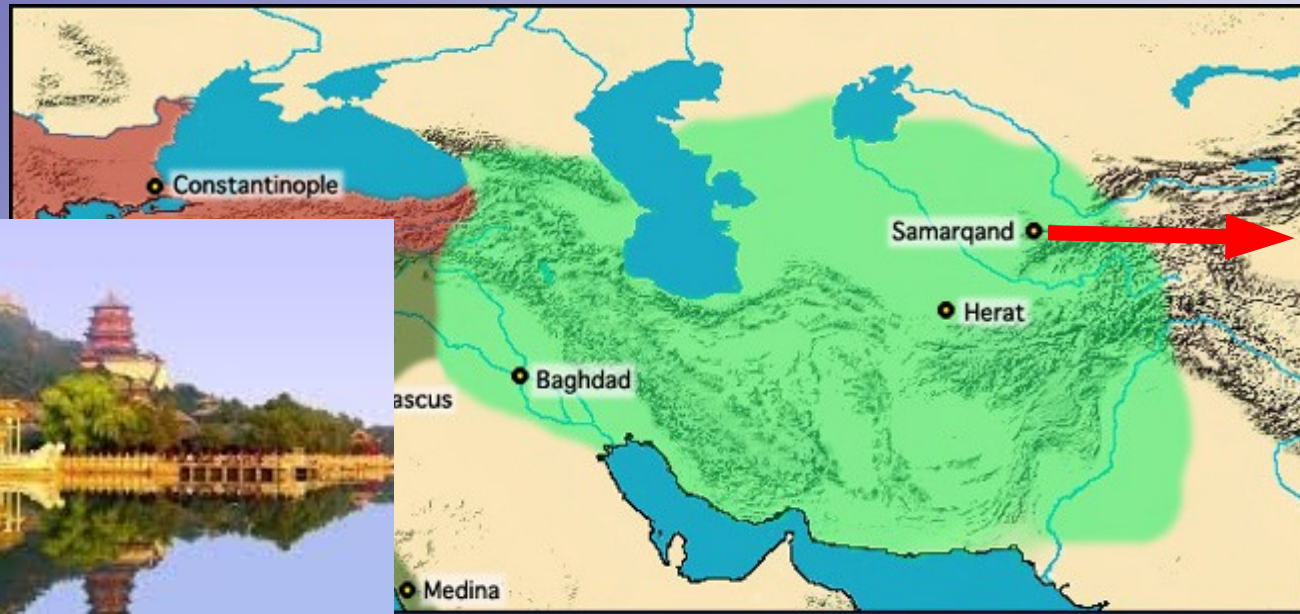 Constantinople
Samarqand
Herat
Baghdad
ascus
Medina